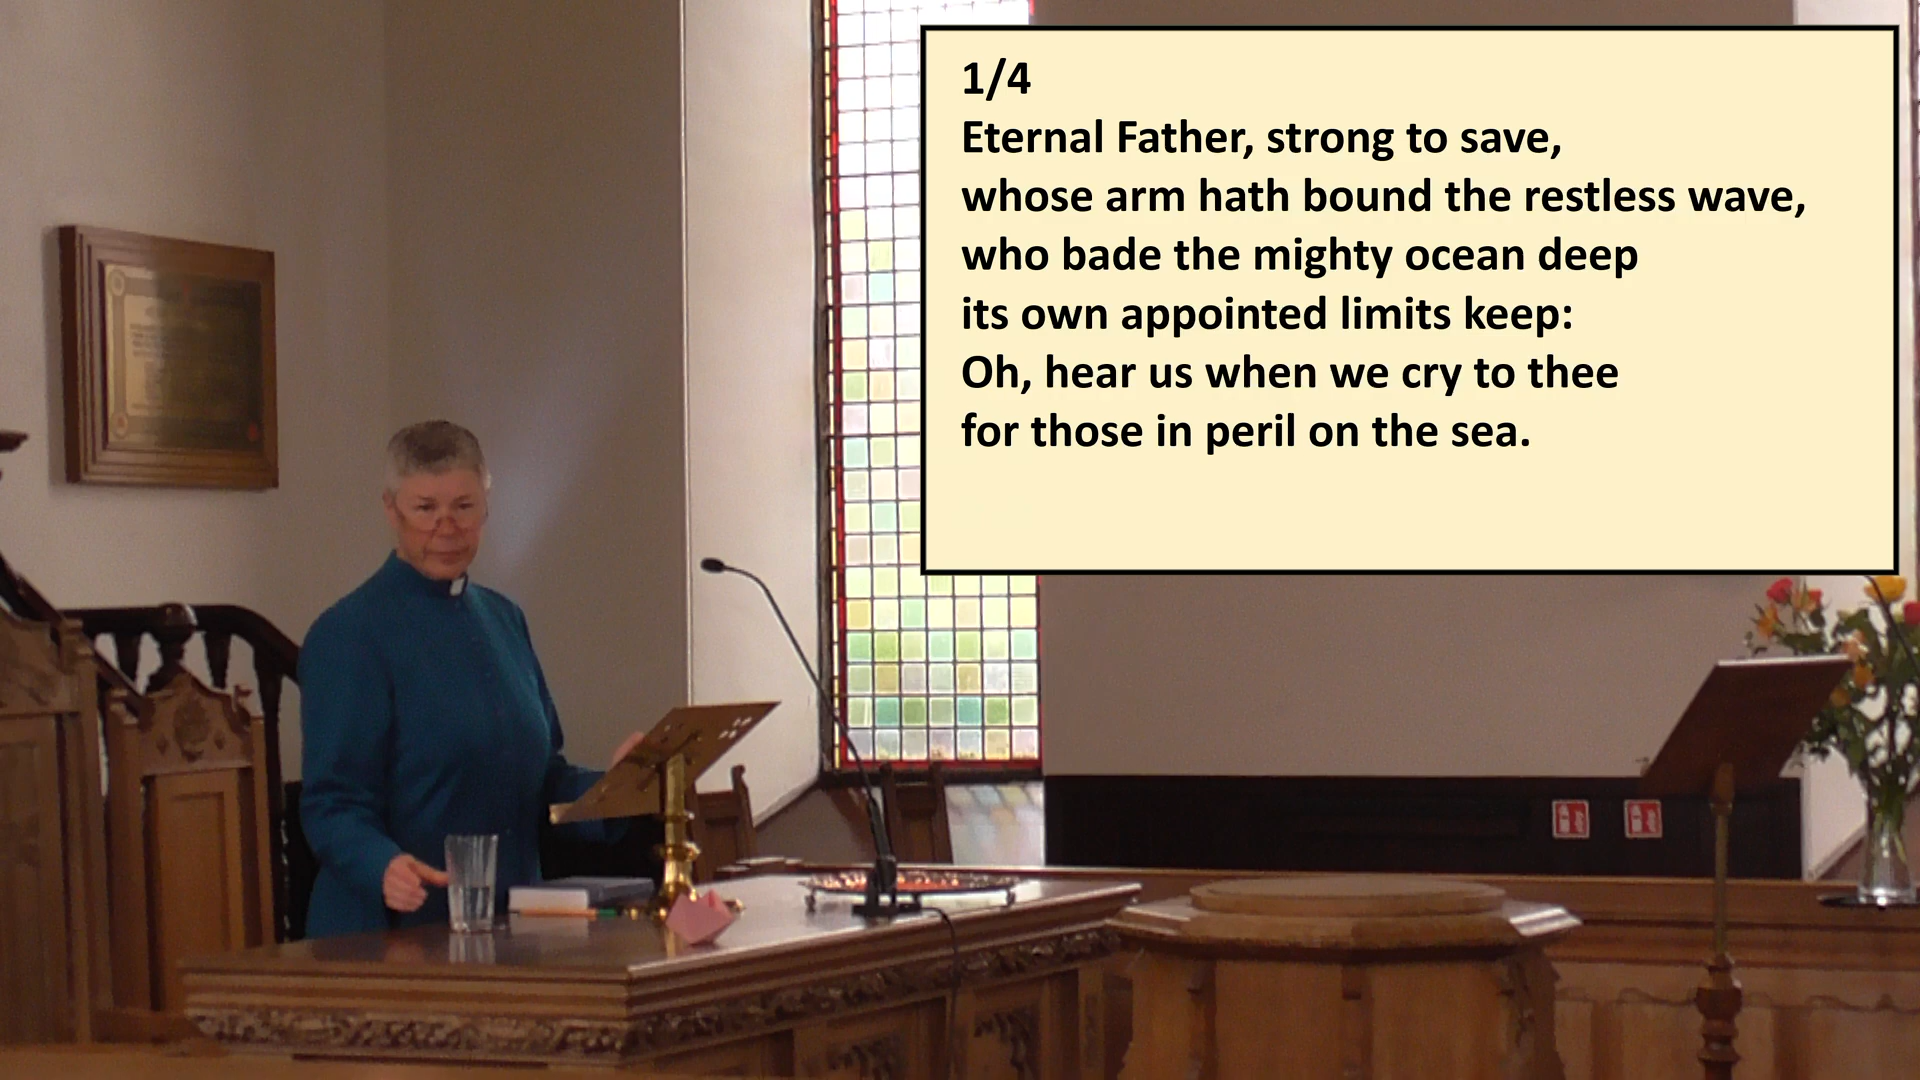 1/4
Eternal Father, strong to save,
whose arm hath bound the restless wave,
who bade the mighty ocean deep
its own appointed limits keep:
Oh, hear us when we cry to thee
for those in peril on the sea.